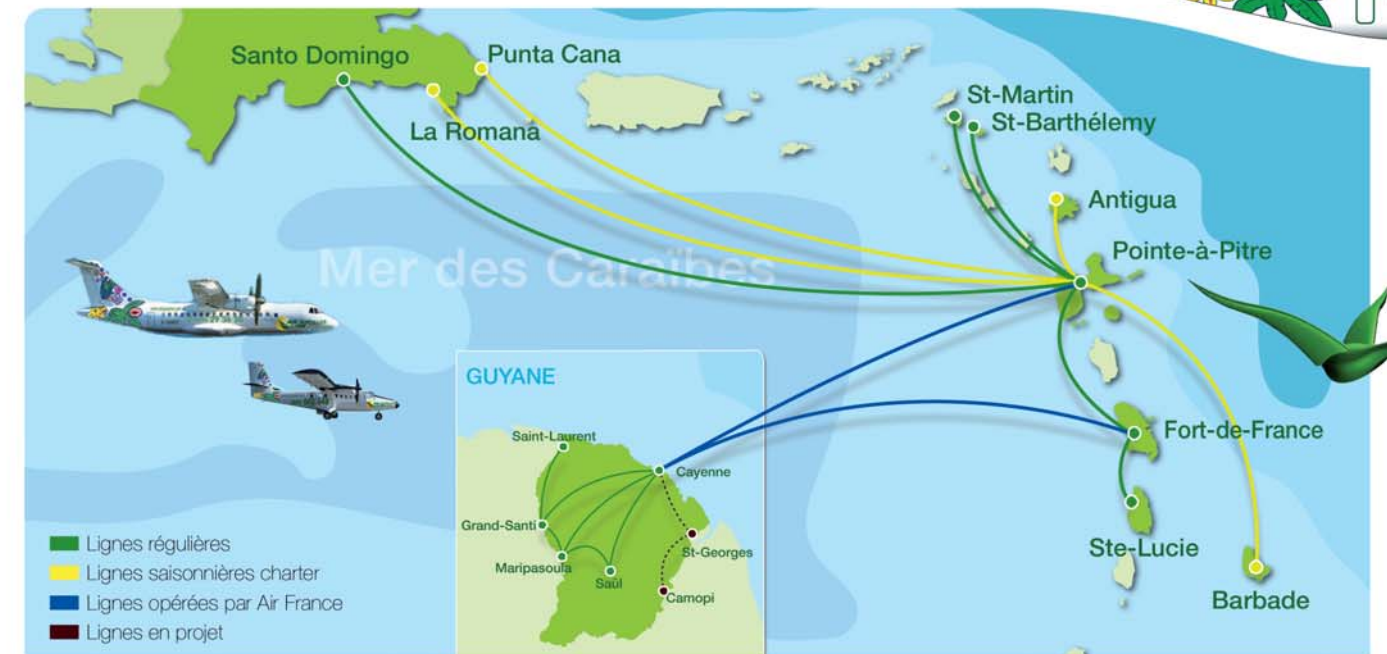 Santo Domingo
Punta Cana
La Romana
St-Martin
St-Barthélemy
Antigua
Pointe-à-Pitre
Mer des Caraïbes
GUYANE
Saint-Laurent
Cayenne
Grand-Santi
St-Georges
Maripasoula
Saül
Camopi
Fort-de-France
Ste-Lucie
Barbade
Lignes régulières
Lignes saisonnières charter
Lignes opérées par Air France
Lignes en projet